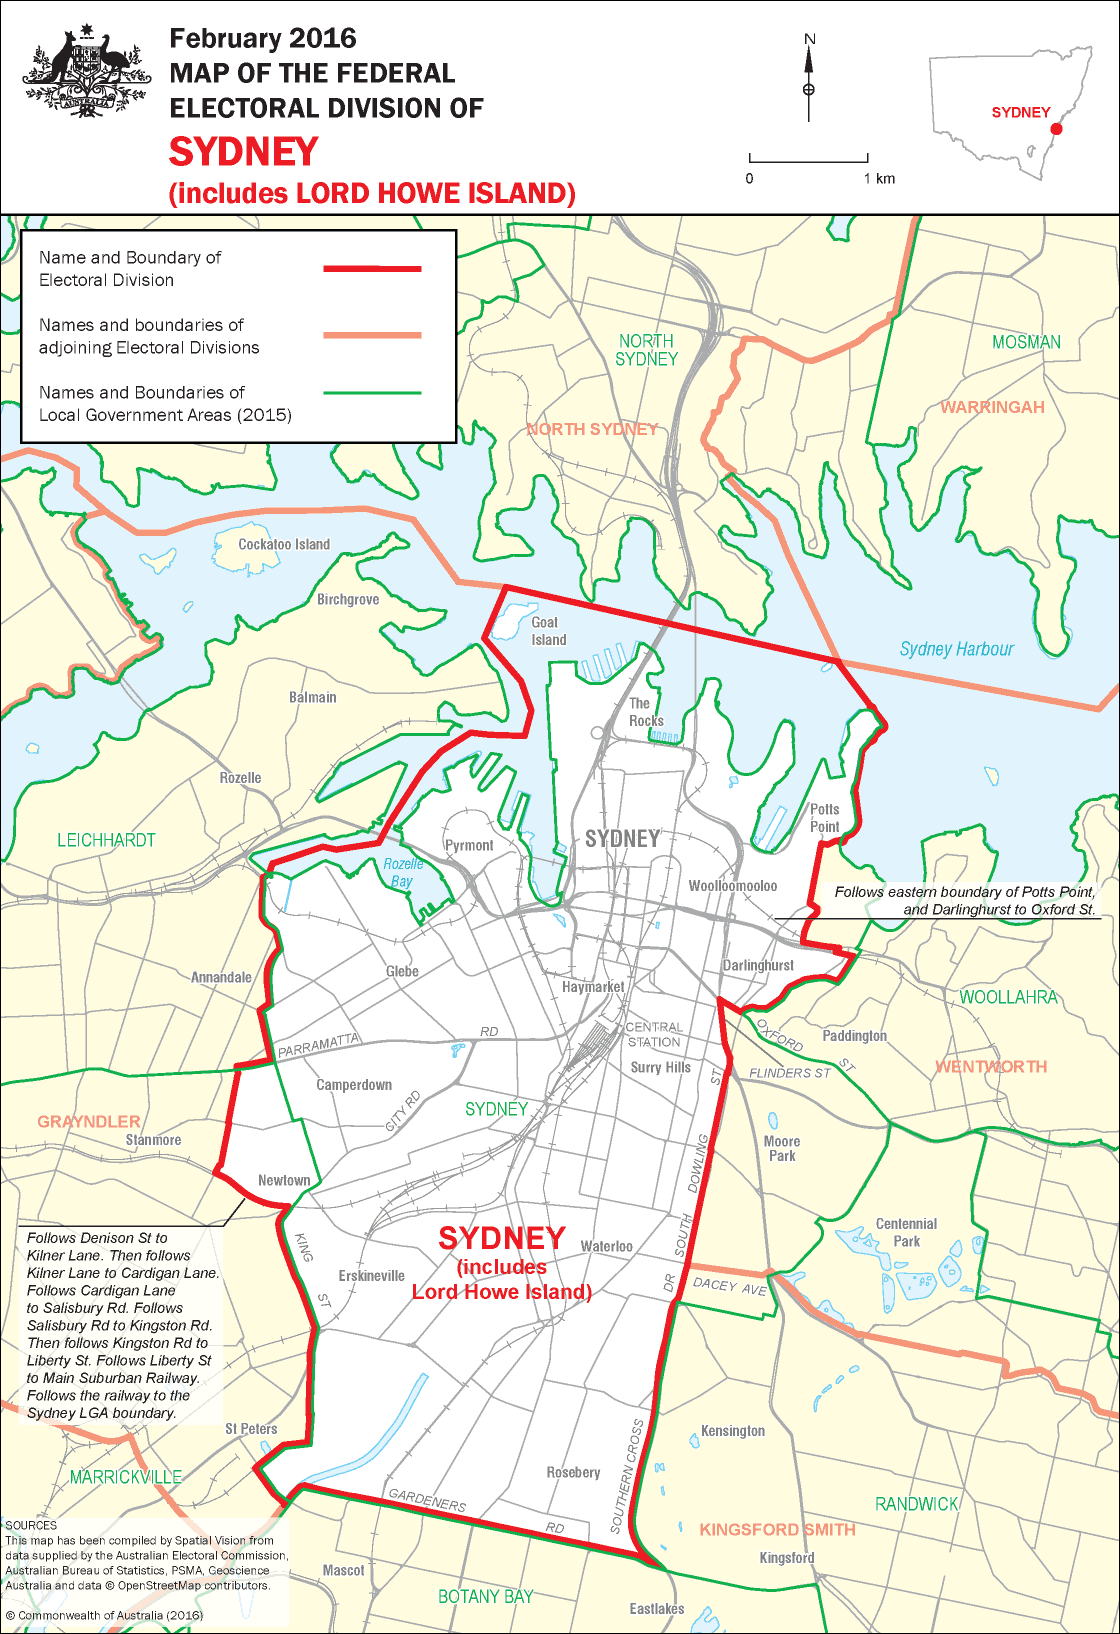 February 2016
MAP OF THE FEDERAL
ELECTORAL DIVISION OF
SYDNEY
(includes LORD HOWE ISLAND)
AUSTRALIA
N
0 1 km
SYDNEY
Name and Boundary of
Electoral Division
Names and boundaries of
adjoining Electoral Divisions
Names and Boundaries of
Local Government Areas (2015)
NORTH
SYDNEY
MOSMAN
WARRINGAH
NORTH SYDNEY
Cockatoo Island
Birchgrove
Goat
Island
Sydney Harbour
Balmain
The
Rocks
Rozelle
Potts
Point
LEICHHARDT
SYDNEY
Pyrmont
Rozelle
Bay
Woolloomooloo
Follows eastern boundary of Potts Point,
and Darlinghurst to Oxford St.
Annandale
Glebe
Darlinghurst
Haymarket
WOOLLAHRA
PARRAMATTA RD
CENTRAL
STATION
OXFORD ST
Paddington
Surry Hills
FLINDERS ST
WENTWORTH
Camperdown
CITY RD
SYDNEY
GRAYNDLER
Stanmore
Moore
Park
Newtown
SOUTH DOWLING ST
Centennial
Park
Follows Denison St to
Kilner Lane. Then follows
Kilner Lane to Cardigan Lane.
Follows Cardigan Lane
to Salisbury Rd. Follows
Salisbury Rd to Kingston Rd.
Then follows Kingston Rd to
Liberty St. Follows Liberty St
to Main Suburban Railway.
Follows the railway to the
Sydney LGA boundary.
KING ST
SYDNEY
(includes
Lord Howe Island)
Waterloo
Erskineville
DACEY AVE
St Peters
Kensington
MARRICKVILLE
Rosebery
SOUTHERN CROSS DR
GARDENERS RD
RANDWICK
KINGSFORD SMITH
Kingsford
Mascot
BOTANY BAY
Eastlakes
SOURCES
This map has been compiled by Spatial Vision from
data supplied by the Australian Electoral Commission,
Australian Bureau of Statistics, PSMA, Geoscience
Australia and data © OpenStreetMap contributors.
© Commonwealth of Australia (2016)